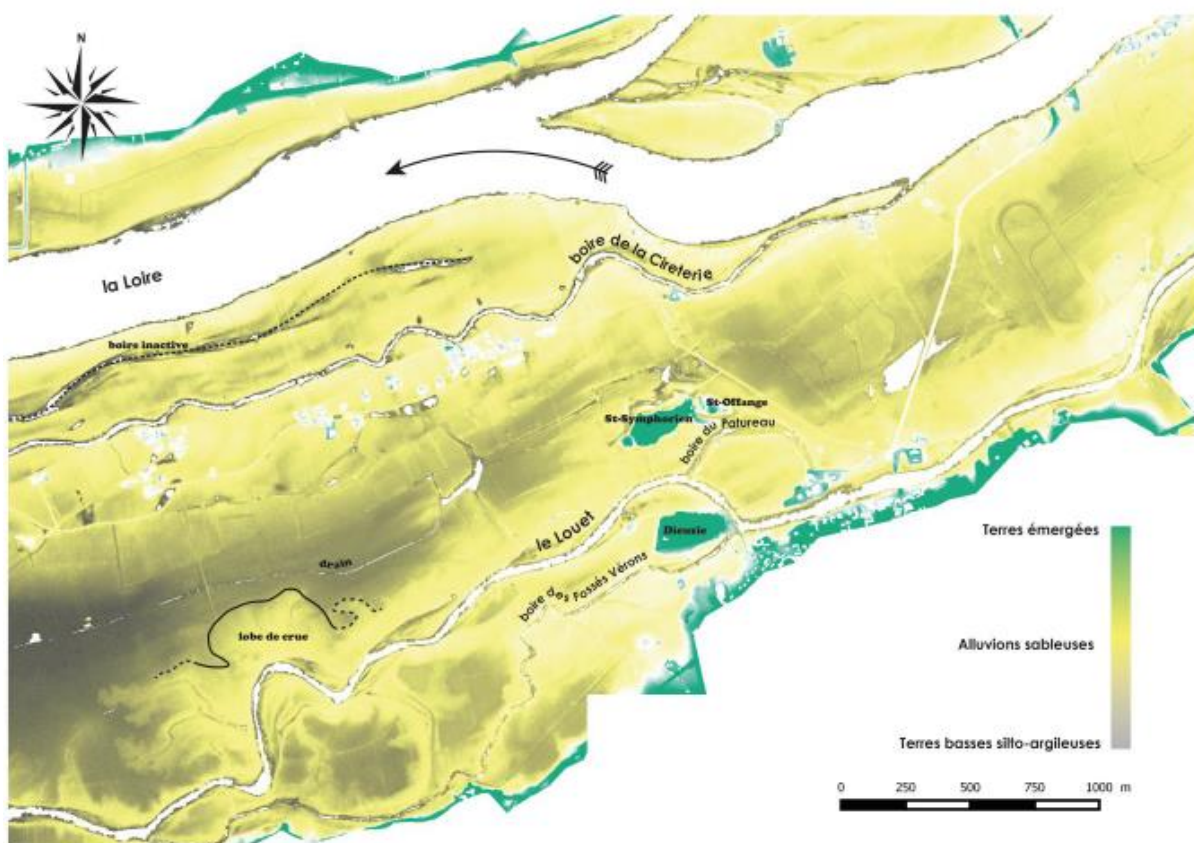 N
la Loire
boire de la Cireterie
boire inactive
St-Offange
St-Symphorien
boire du Patureau
le Louet
Dieuzie
boire des Fossés Vérons
drain
lobe de crue
Terres émergées
Alluvions sableuses
Terres basses silto-argileuses
0 250 500 750 1000 m